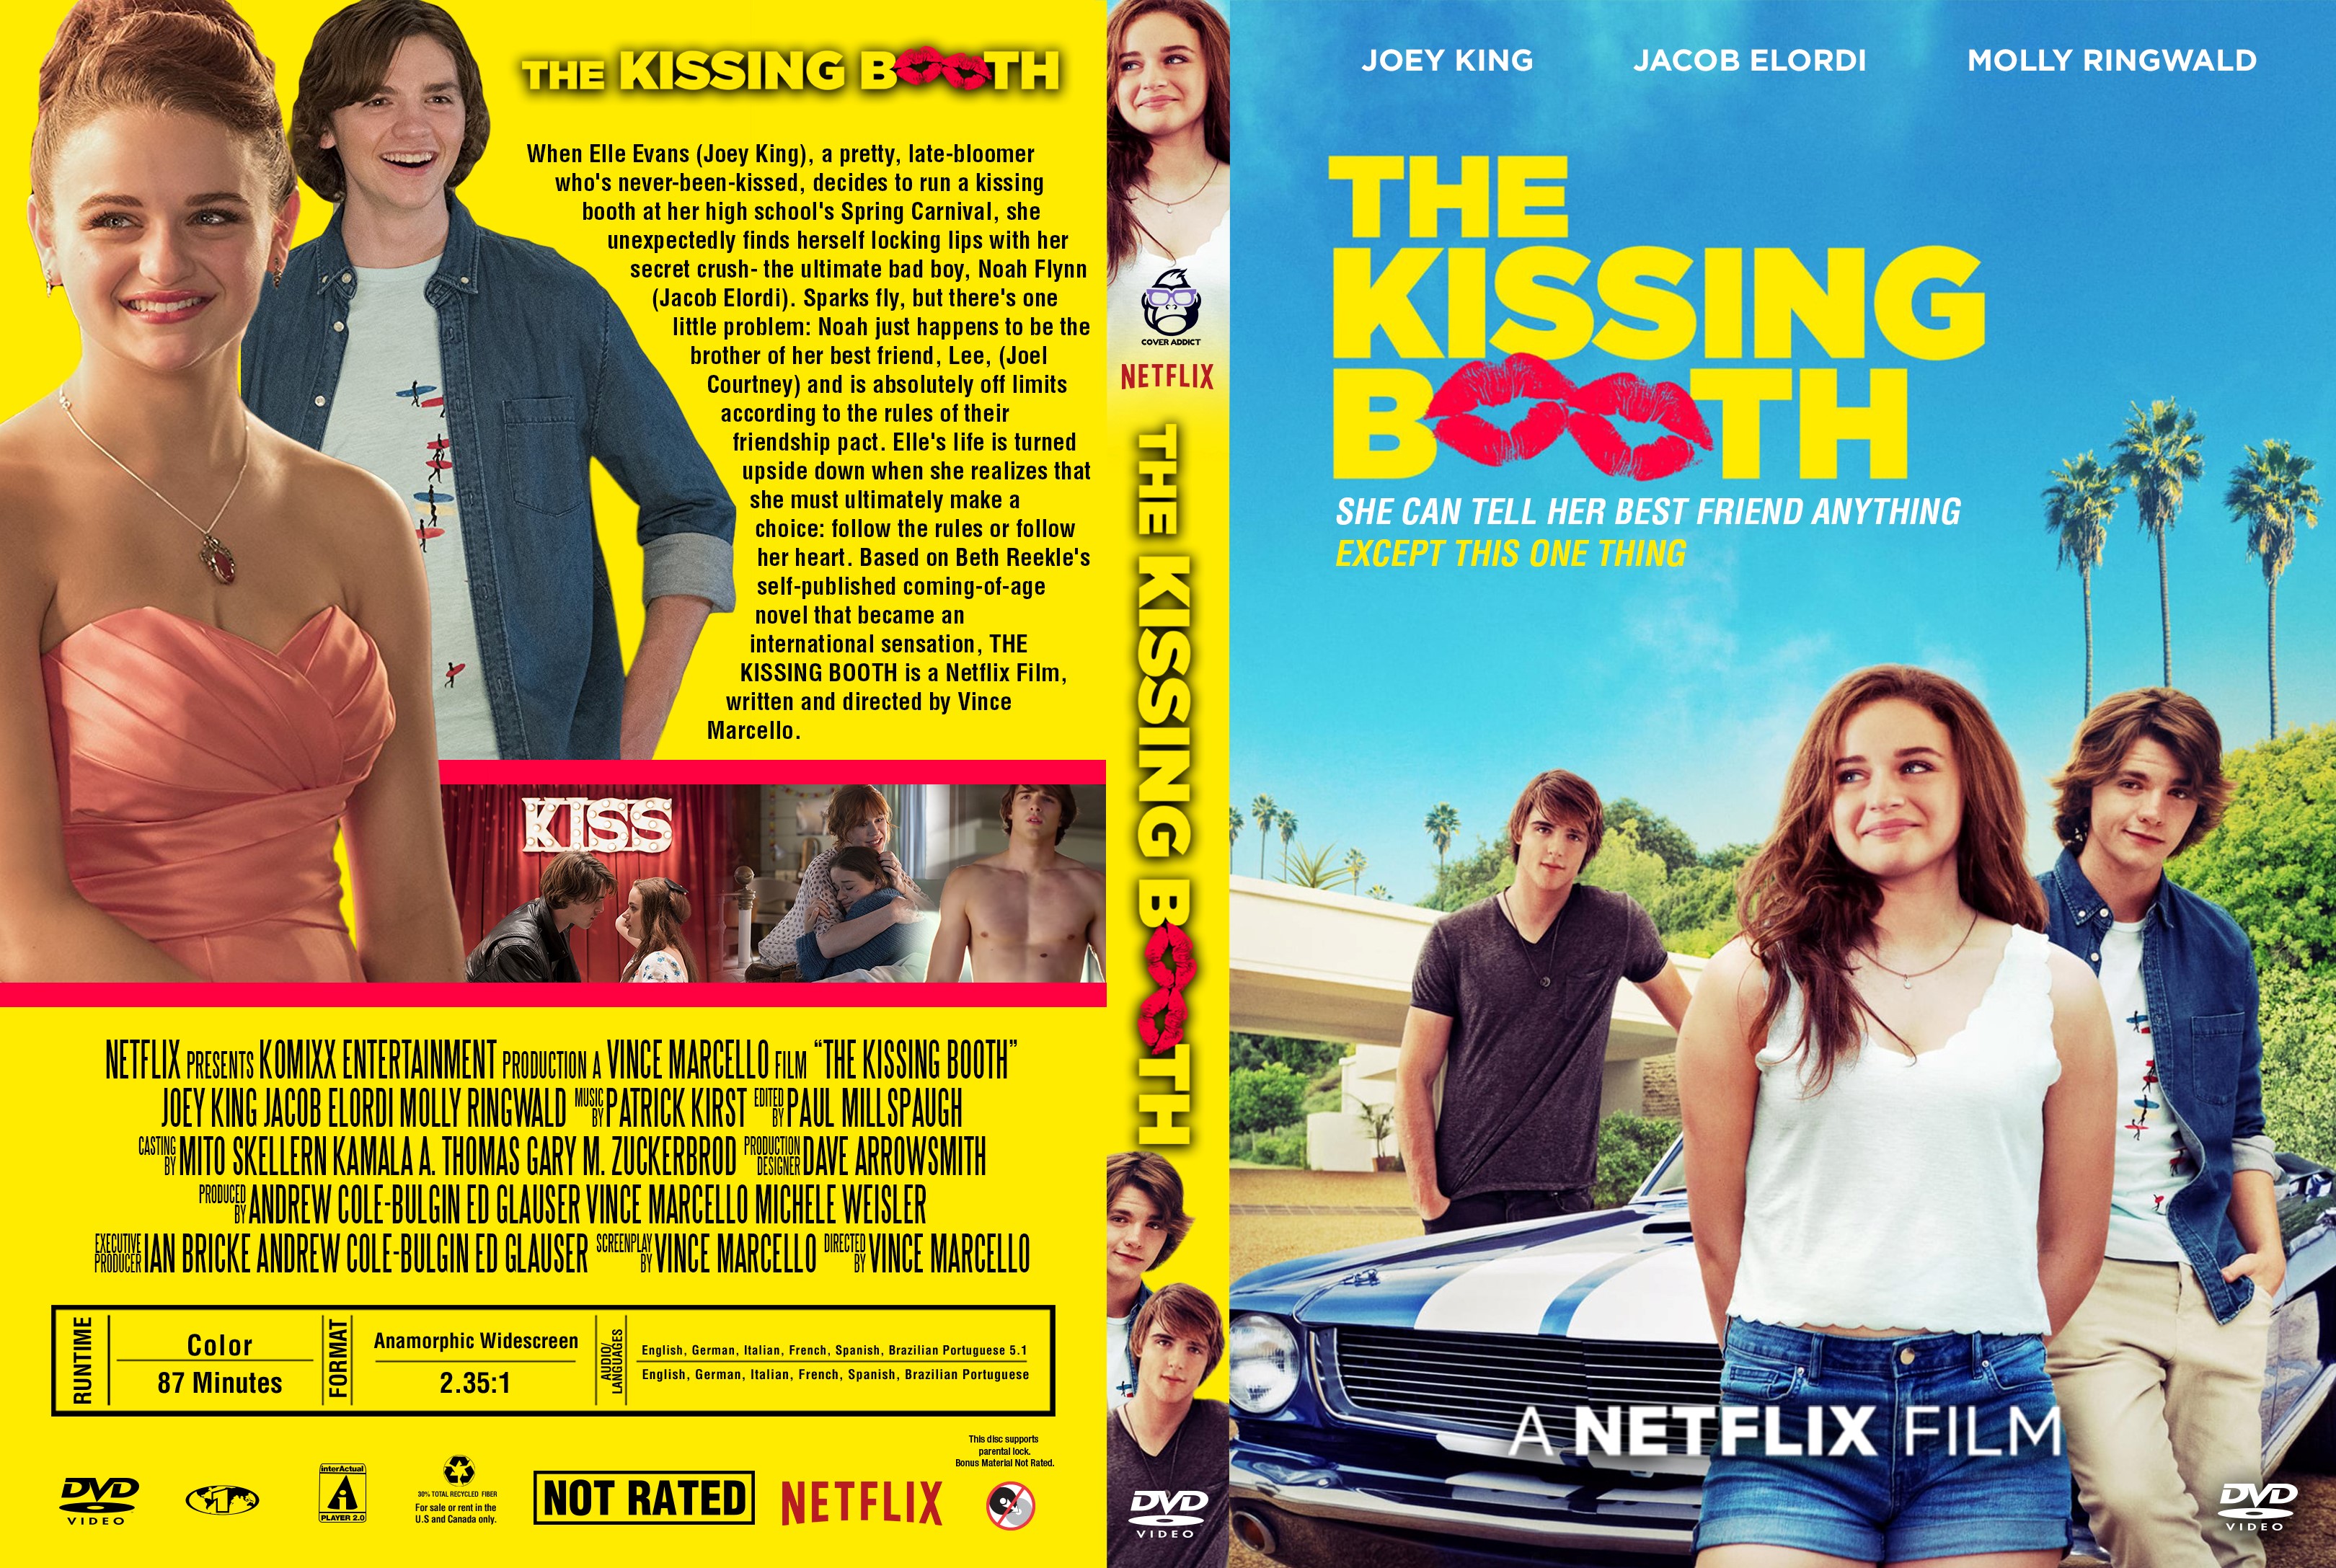 THE KISSING BOOTH
When Elle Evans (Joey King), a pretty, late-bloomer
who's never-been-kissed, decides to run a kissing
booth at her high school's Spring Carnival, she
unexpectedly finds herself locking lips with her
secret crush- the ultimate bad boy, Noah Flynn
(Jacob Elordi). Sparks fly, but there's one
little problem: Noah just happens to be the
brother of her best friend, Lee, (Joel
Courtney) and is absolutely off limits
according to the rules of their
friendship pact. Elle's life is turned
upside down when she realizes that
she must ultimately make a
choice: follow the rules or follow
her heart. Based on Beth Reekle's
self-published coming-of-age
novel that became an
international sensation, THE
KISSING BOOTH is a Netflix Film,
written and directed by Vince
Marcello.
KISS
NETFLIX PRESENTS KOMIXX ENTERTAINMENT PRODUCTION A VINCE MARCELLO FILM “THE KISSING BOOTH”
JOEY KING JACOB ELORDI MOLLY RINGWALD MUSIC BY PATRICK KIRST EDITED BY PAUL MILLSPAUGH
CASTING BY MITO SKELLERN KAMALA A. THOMAS GARY M. ZUCKERBROD PRODUCTION DESIGNER DAVE ARROWSMITH
PRODUCED BY ANDREW COLE-BULGIN ED GLAUSER VINCE MARCELLO MICHELE WEISLER
EXECUTIVE PRODUCER IAN BRICKE ANDREW COLE-BULGIN ED GLAUSER SCREENPLAY BY VINCE MARCELLO DIRECTED BY VINCE MARCELLO
RUNTIME
Color
87 Minutes
FORMAT
Anamorphic Widescreen
2.35:1
AUDIO/
LANGUAGES
English, German, Italian, French, Spanish, Brazilian Portuguese 5.1
English, German, Italian, French, Spanish, Brazilian Portuguese
This disc supports
parental lock.
Bonus Material Not Rated.
DVD
VIDEO
1
InterActual
PLAYER 2.0
30% TOTAL RECYCLED FIBER
For sale or rent in the
U.S and Canada only.
NOT RATED
NETFLIX
COVER ADDICT
NETFLIX
THE KISSING BOOTH
DVD
VIDEO
JOEY KING JACOB ELORDI MOLLY RINGWALD
THE
KISSING
BOOTH
SHE CAN TELL HER BEST FRIEND ANYTHING
EXCEPT THIS ONE THING
A NETFLIX FILM
DVD
VIDEO